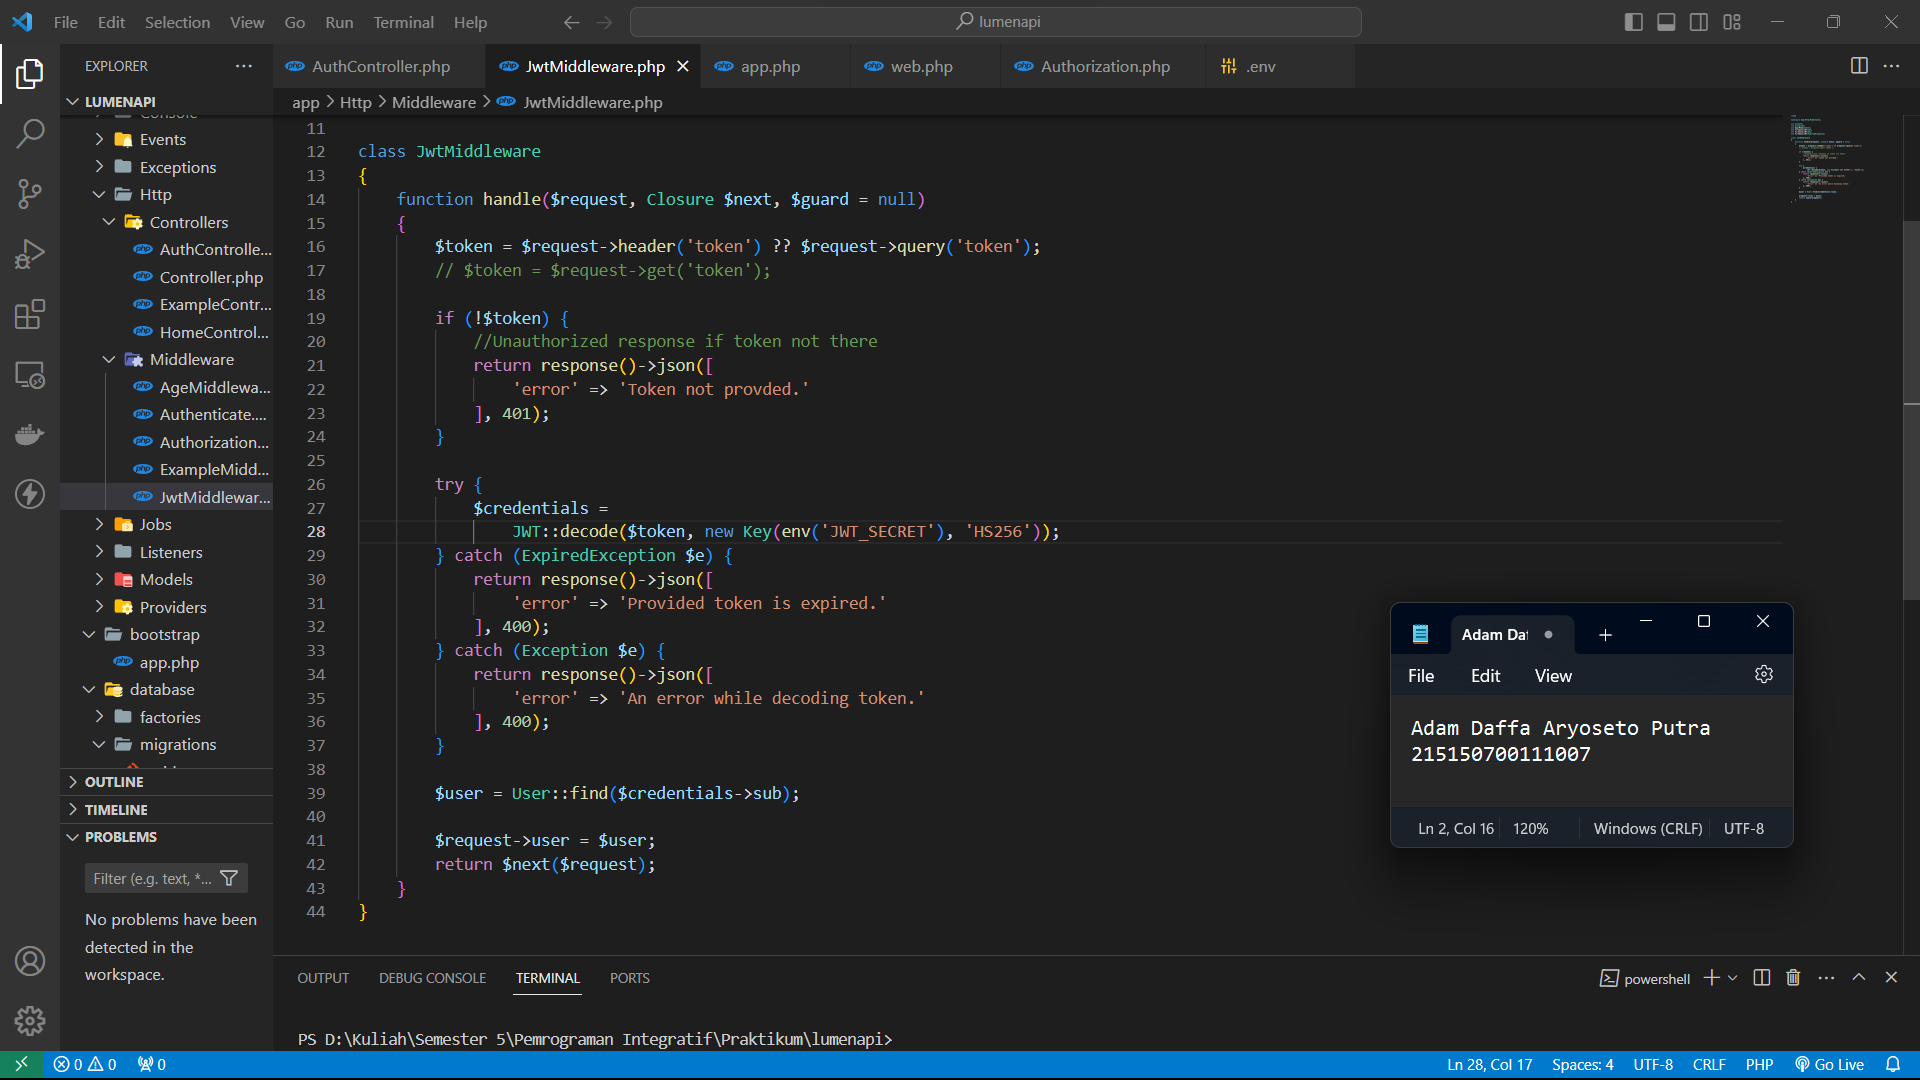 File Edit Selection View Go Run Terminal Help
lumenapi
EXPLORER
LUMENAPI
Console
Events
Exceptions
Http
Controllers
AuthControlle...
Controller.php
ExampleContr...
HomeControl...
Middleware
AgeMiddlewa...
Authenticate....
Authorization...
ExampleMidd...
JwtMiddlewar...
Jobs
Listeners
Models
Providers
bootstrap
app.php
database
factories
migrations
OUTLINE
TIMELINE
PROBLEMS
Filter (e.g. text, *...
No problems have been
detected in the
workspace.
AuthController.php JwtMiddleware.php app.php web.php Authorization.php .env
app > Http > Middleware > JwtMiddleware.php
11
12 class JwtMiddleware
13 {
14 function handle($request, Closure $next, $guard = null)
15 {
16 $token = $request->header('token') ?? $request->query('token');
17 // $token = $request->get('token');
18
19 if (!$token) {
20 //Unauthorized response if token not there
21 return response()->json([
22 'error' => 'Token not provded.'
23 ], 401);
24 }
25
26 try {
27 $credentials =
28 JWT::decode($token, new Key(env('JWT_SECRET'), 'HS256'));
29 } catch (ExpiredException $e) {
30 return response()->json([
31 'error' => 'Provided token is expired.'
32 ], 400);
33 } catch (Exception $e) {
34 return response()->json([
35 'error' => 'An error while decoding token.'
36 ], 400);
37 }
38
39 $user = User::find($credentials->sub);
40
41 $request->user = $user;
42 return $next($request);
43 }
44 }
Adam Daf
File Edit View
Adam Daffa Aryoseto Putra
215150700111007
Ln 2, Col 16 120% Windows (CRLF) UTF-8
OUTPUT DEBUG CONSOLE TERMINAL PORTS
powershell
PS D:\Kuliah\Semester 5\Pemrograman Integratif\Praktikum\lumenapi>
0 0 0 Ln 28, Col 17 Spaces: 4 UTF-8 CRLF PHP Go Live